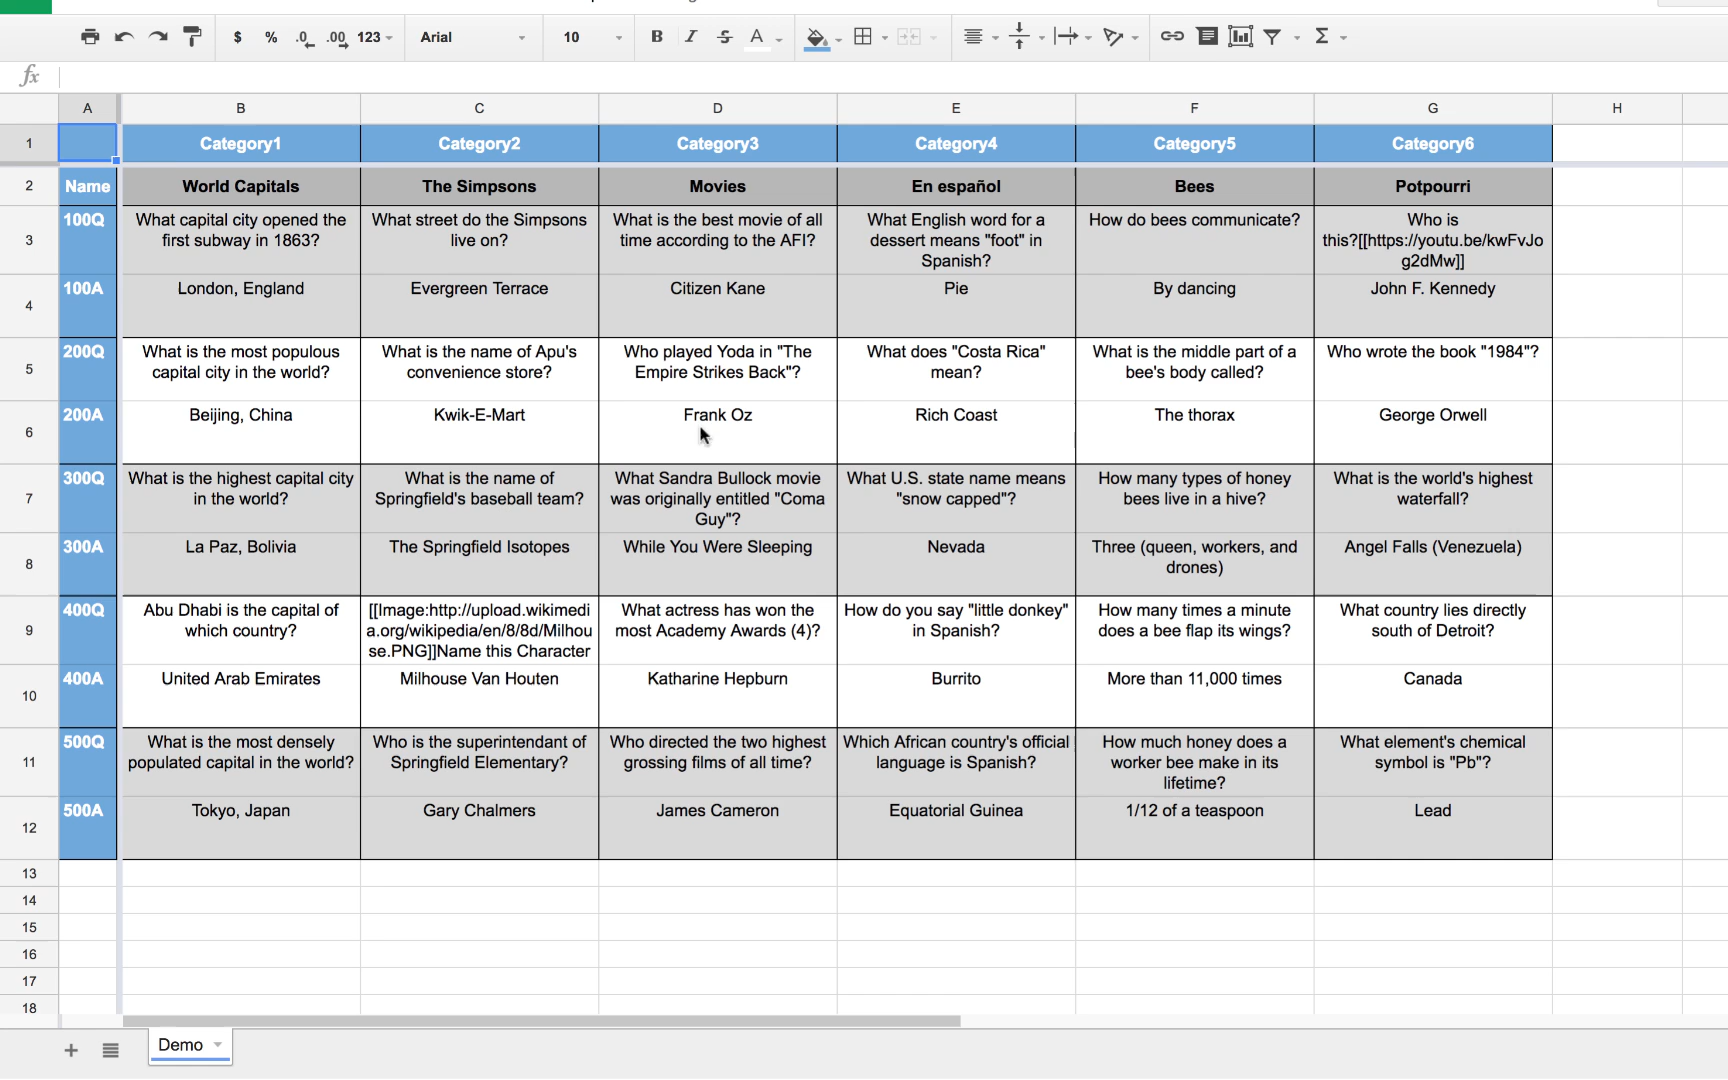 $ % .0 .00 123 Arial 10 B I S A Σ
fx
A B C D E F G H
1 Category1 Category2 Category3 Category4 Category5 Category6
2 Name World Capitals The Simpsons Movies En español Bees Potpourri
3
100Q
What capital city opened the
first subway in 1863?
What street do the Simpsons
live on?
What is the best movie of all
time according to the AFI?
What English word for a
dessert means "foot" in
Spanish?
How do bees communicate?
Who is
this?[[https://youtu.be/kwFvJo
g2dMw]]
4
100A
London, England
Evergreen Terrace
Citizen Kane
Pie
By dancing
John F. Kennedy
5
200Q
What is the most populous
capital city in the world?
What is the name of Apu's
convenience store?
Who played Yoda in "The
Empire Strikes Back"?
What does "Costa Rica"
mean?
What is the middle part of a
bee's body called?
Who wrote the book "1984"?
6
200A
Beijing, China
Kwik-E-Mart
Frank Oz
Rich Coast
The thorax
George Orwell
7
300Q
What is the highest capital city
in the world?
What is the name of
Springfield's baseball team?
What Sandra Bullock movie
was originally entitled "Coma
Guy"?
What U.S. state name means
"snow capped"?
How many types of honey
bees live in a hive?
What is the world's highest
waterfall?
8
300A
La Paz, Bolivia
The Springfield Isotopes
While You Were Sleeping
Nevada
Three (queen, workers, and
drones)
Angel Falls (Venezuela)
9
400Q
Abu Dhabi is the capital of
which country?
[[Image:http://upload.wikimedi
a.org/wikipedia/en/8/8d/Milhou
se.PNG]]Name this Character
What actress has won the
most Academy Awards (4)?
How do you say "little donkey"
in Spanish?
How many times a minute
does a bee flap its wings?
What country lies directly
south of Detroit?
10
400A
United Arab Emirates
Milhouse Van Houten
Katharine Hepburn
Burrito
More than 11,000 times
Canada
11
500Q
What is the most densely
populated capital in the world?
Who is the superintendant of
Springfield Elementary?
Who directed the two highest
grossing films of all time?
Which African country's official
language is Spanish?
How much honey does a
worker bee make in its
lifetime?
What element's chemical
symbol is "Pb"?
12
500A
Tokyo, Japan
Gary Chalmers
James Cameron
Equatorial Guinea
1/12 of a teaspoon
Lead
13
14
15
16
17
18
Demo